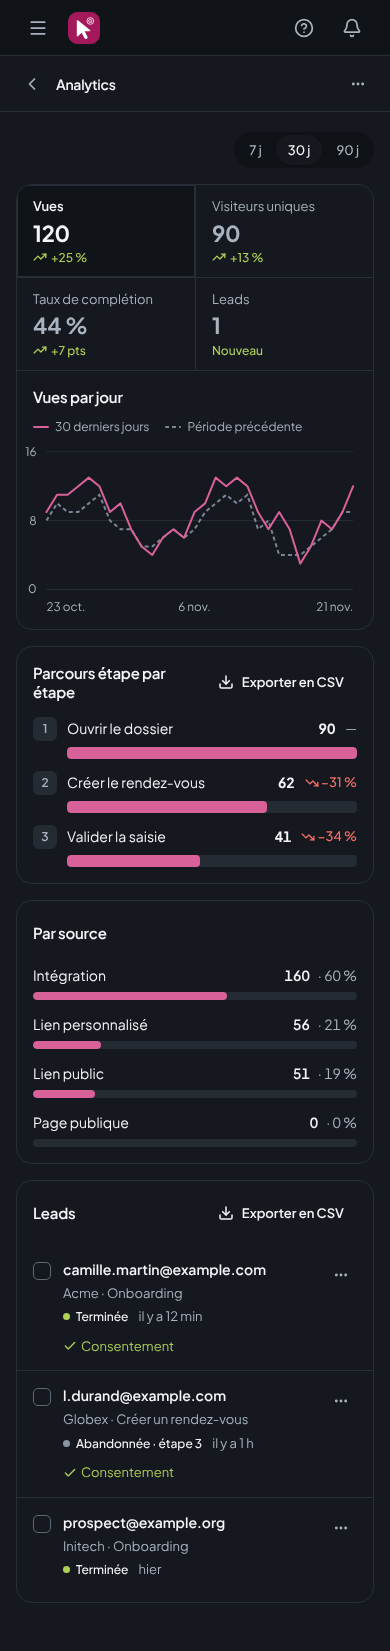 Analytics
7 j 30 j 90 j
Vues
120
+25 %
Visiteurs uniques
90
+13 %
Taux de complétion
44 %
+7 pts
Leads
1
Nouveau
Vues par jour
30 derniers jours Période précédente
16
8
0
23 oct. 6 nov. 21 nov.
Parcours étape par
étape
Exporter en CSV
1 Ouvrir le dossier 90 —
2 Créer le rendez-vous 62 −31 %
3 Valider la saisie 41 −34 %
Par source
Intégration 160 · 60 %
Lien personnalisé 56 · 21 %
Lien public 51 · 19 %
Page publique 0 · 0 %
Leads Exporter en CSV
camille.martin@example.com
Acme · Onboarding
Terminée il y a 12 min
Consentement
l.durand@example.com
Globex · Créer un rendez-vous
Abandonnée · étape 3 il y a 1 h
Consentement
prospect@example.org
Initech · Onboarding
Terminée hier